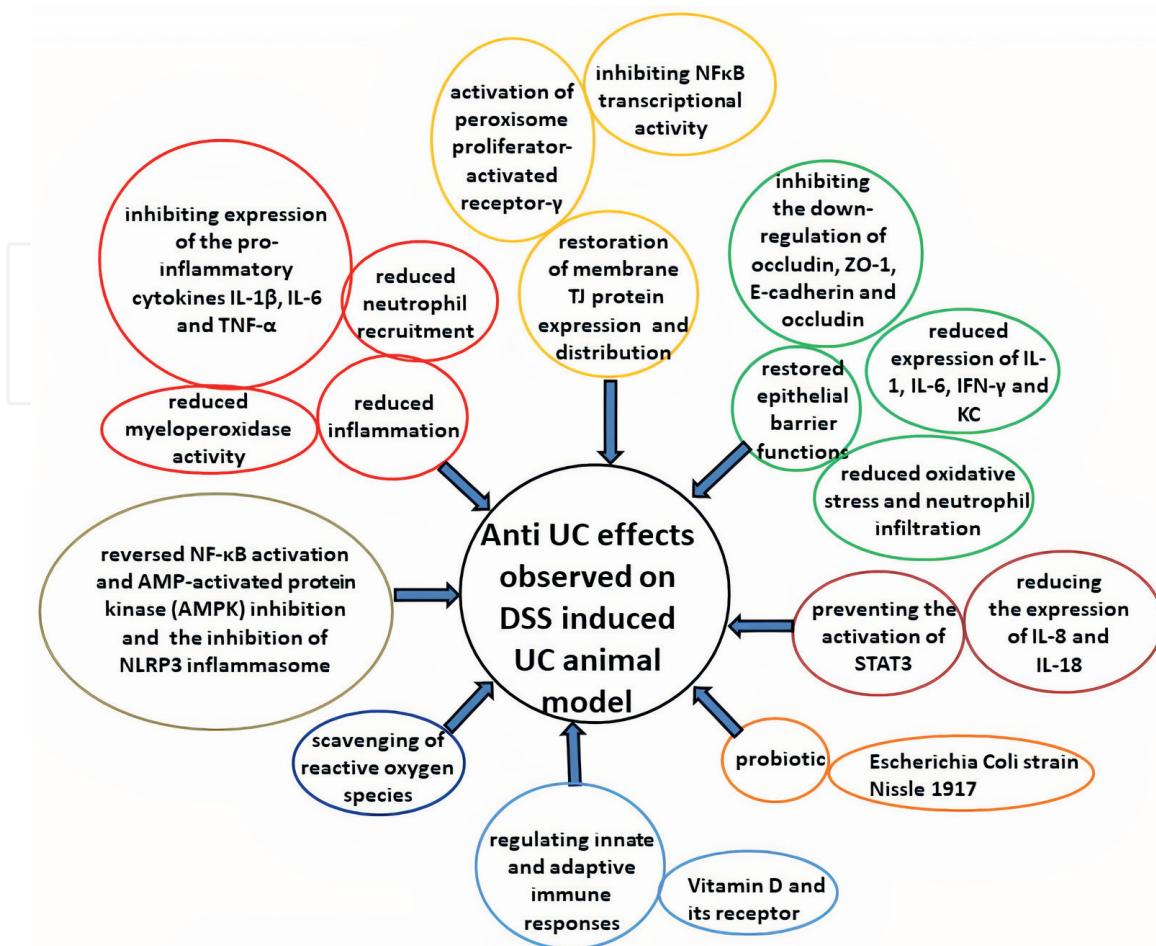 inhibiting NFκB
transcriptional
activity
activation of
peroxisome
proliferator-
activated
receptor-γ
restoration
of membrane
TJ protein
expression and
distribution
inhibiting expression
of the pro-
inflammatory
cytokines IL-1β, IL-6
and TNF-α
reduced
neutrophil
recruitment
reduced
myeloperoxidase
activity
reduced
inflammation
inhibiting
the down-
regulation of
occludin, ZO-1,
E-cadherin and
occludin
reduced
expression of IL-
1, IL-6, IFN-γ and
KC
restored
epithelial
barrier
functions
reduced oxidative
stress and neutrophil
infiltration
Anti UC effects
observed on
DSS induced
UC animal
model
reversed NF-κB activation
and AMP-activated protein
kinase (AMPK) inhibition
and the inhibition of
NLRP3 inflammasome
preventing the
activation of
STAT3
reducing
the expression
of IL-8 and
IL-18
scavenging of
reactive oxygen
species
probiotic
Escherichia Coli strain
Nissle 1917
regulating innate
and adaptive
immune
responses
Vitamin D and
its receptor